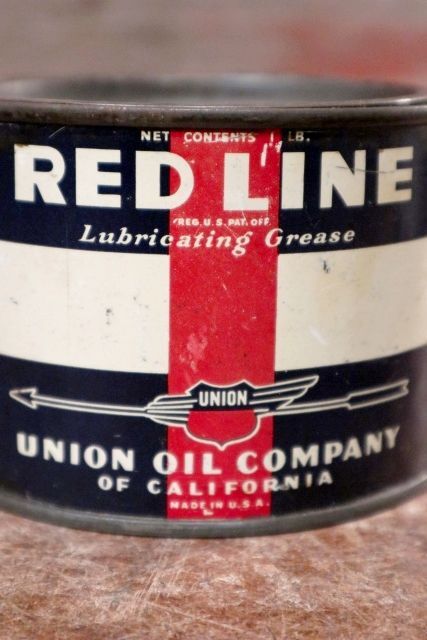 NET CONTENTS 1 LB.
RED LINE
REG. U.S. PAT. OFF.
Lubricating Grease
UNION
UNION OIL COMPANY
OF CALIFORNIA
MADE IN U.S.A.